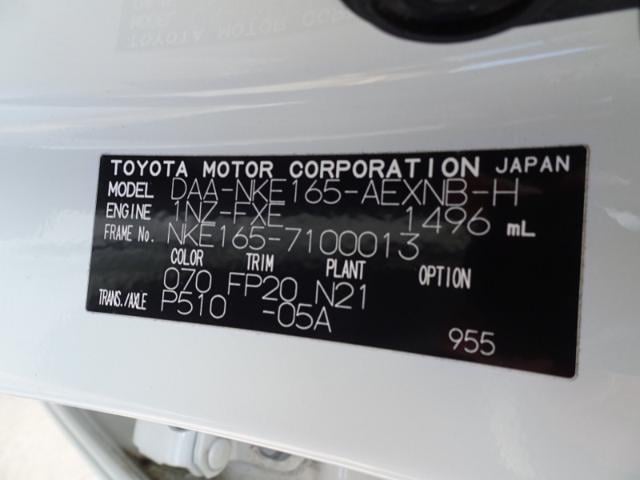 TOYOTA MOTOR CORPORATION JAPAN
MODEL DAA-NKE165-AEXNB-H
ENGINE 1NZ-FXE 1496 mL
FRAME No. NKE165-7100013
COLOR TRIM PLANT OPTION
070 FP20 N21
TRANS./AXLE P510 -05A
955